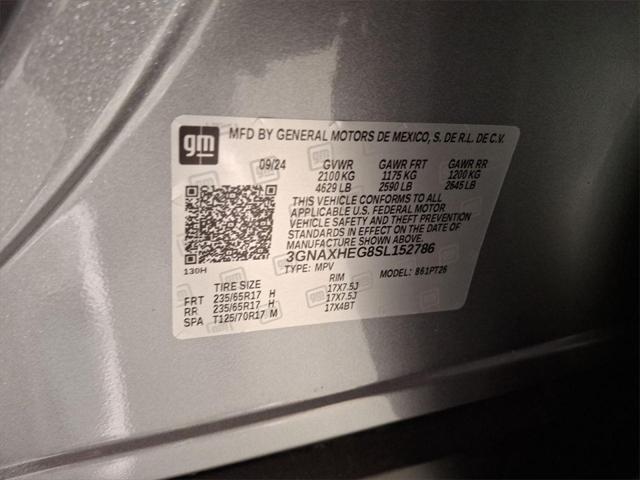 gm
MFD BY GENERAL MOTORS DE MEXICO, S. DE R.L. DE C.V.
09/24 GVWR GAWR FRT GAWR RR
2100 KG 1175 KG 1200 KG
4629 LB 2590 LB 2645 LB
THIS VEHICLE CONFORMS TO ALL
APPLICABLE U.S. FEDERAL MOTOR
VEHICLE SAFETY AND THEFT PREVENTION
STANDARDS IN EFFECT ON THE DATE OF
MANUFACTURE SHOWN ABOVE.
3GNAXHEG8SL152786
130H TYPE: MPV MODEL: 861PT26
TIRE SIZE RIM
FRT 235/65R17 H 17X7.5J
RR 235/65R17 H 17X7.5J
SPA T125/70R17 M 17X4BT